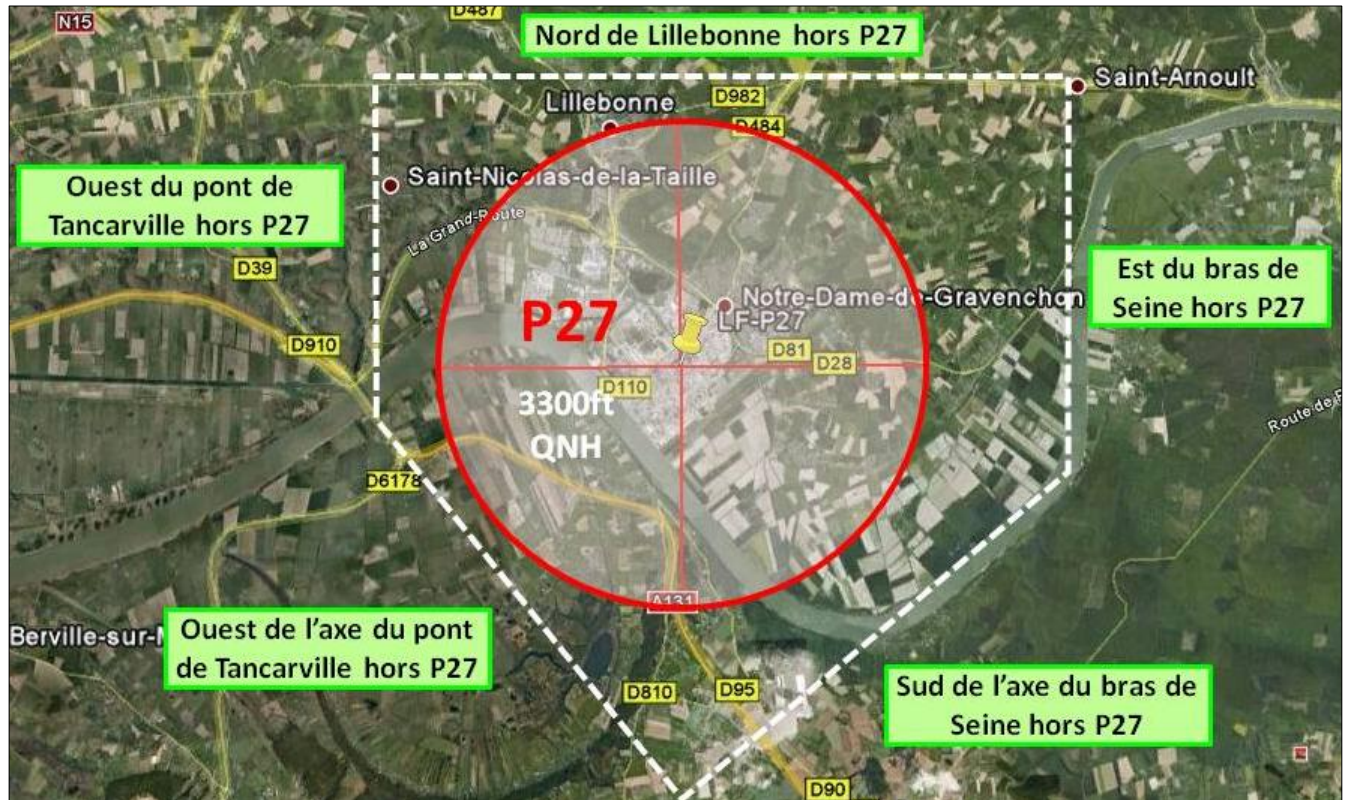 D487
N15
Nord de Lillebonne hors P27
Saint-Arnoult
Lillebonne
D982
D484
Ouest du pont de
Tancarville hors P27
Saint-Nicolas-de-la-Taille
La Grand-Route
Est du bras de
Seine hors P27
D39
Notre-Dame-de-Gravenchon
LF-P27
P27
D910
D81
D28
D110
3300ft
QNH
Route de
D6178
A131
Berville-sur-
Ouest de l'axe du pont
de Tancarville hors P27
D810
D95
Sud de l'axe du bras de
Seine hors P27
D90